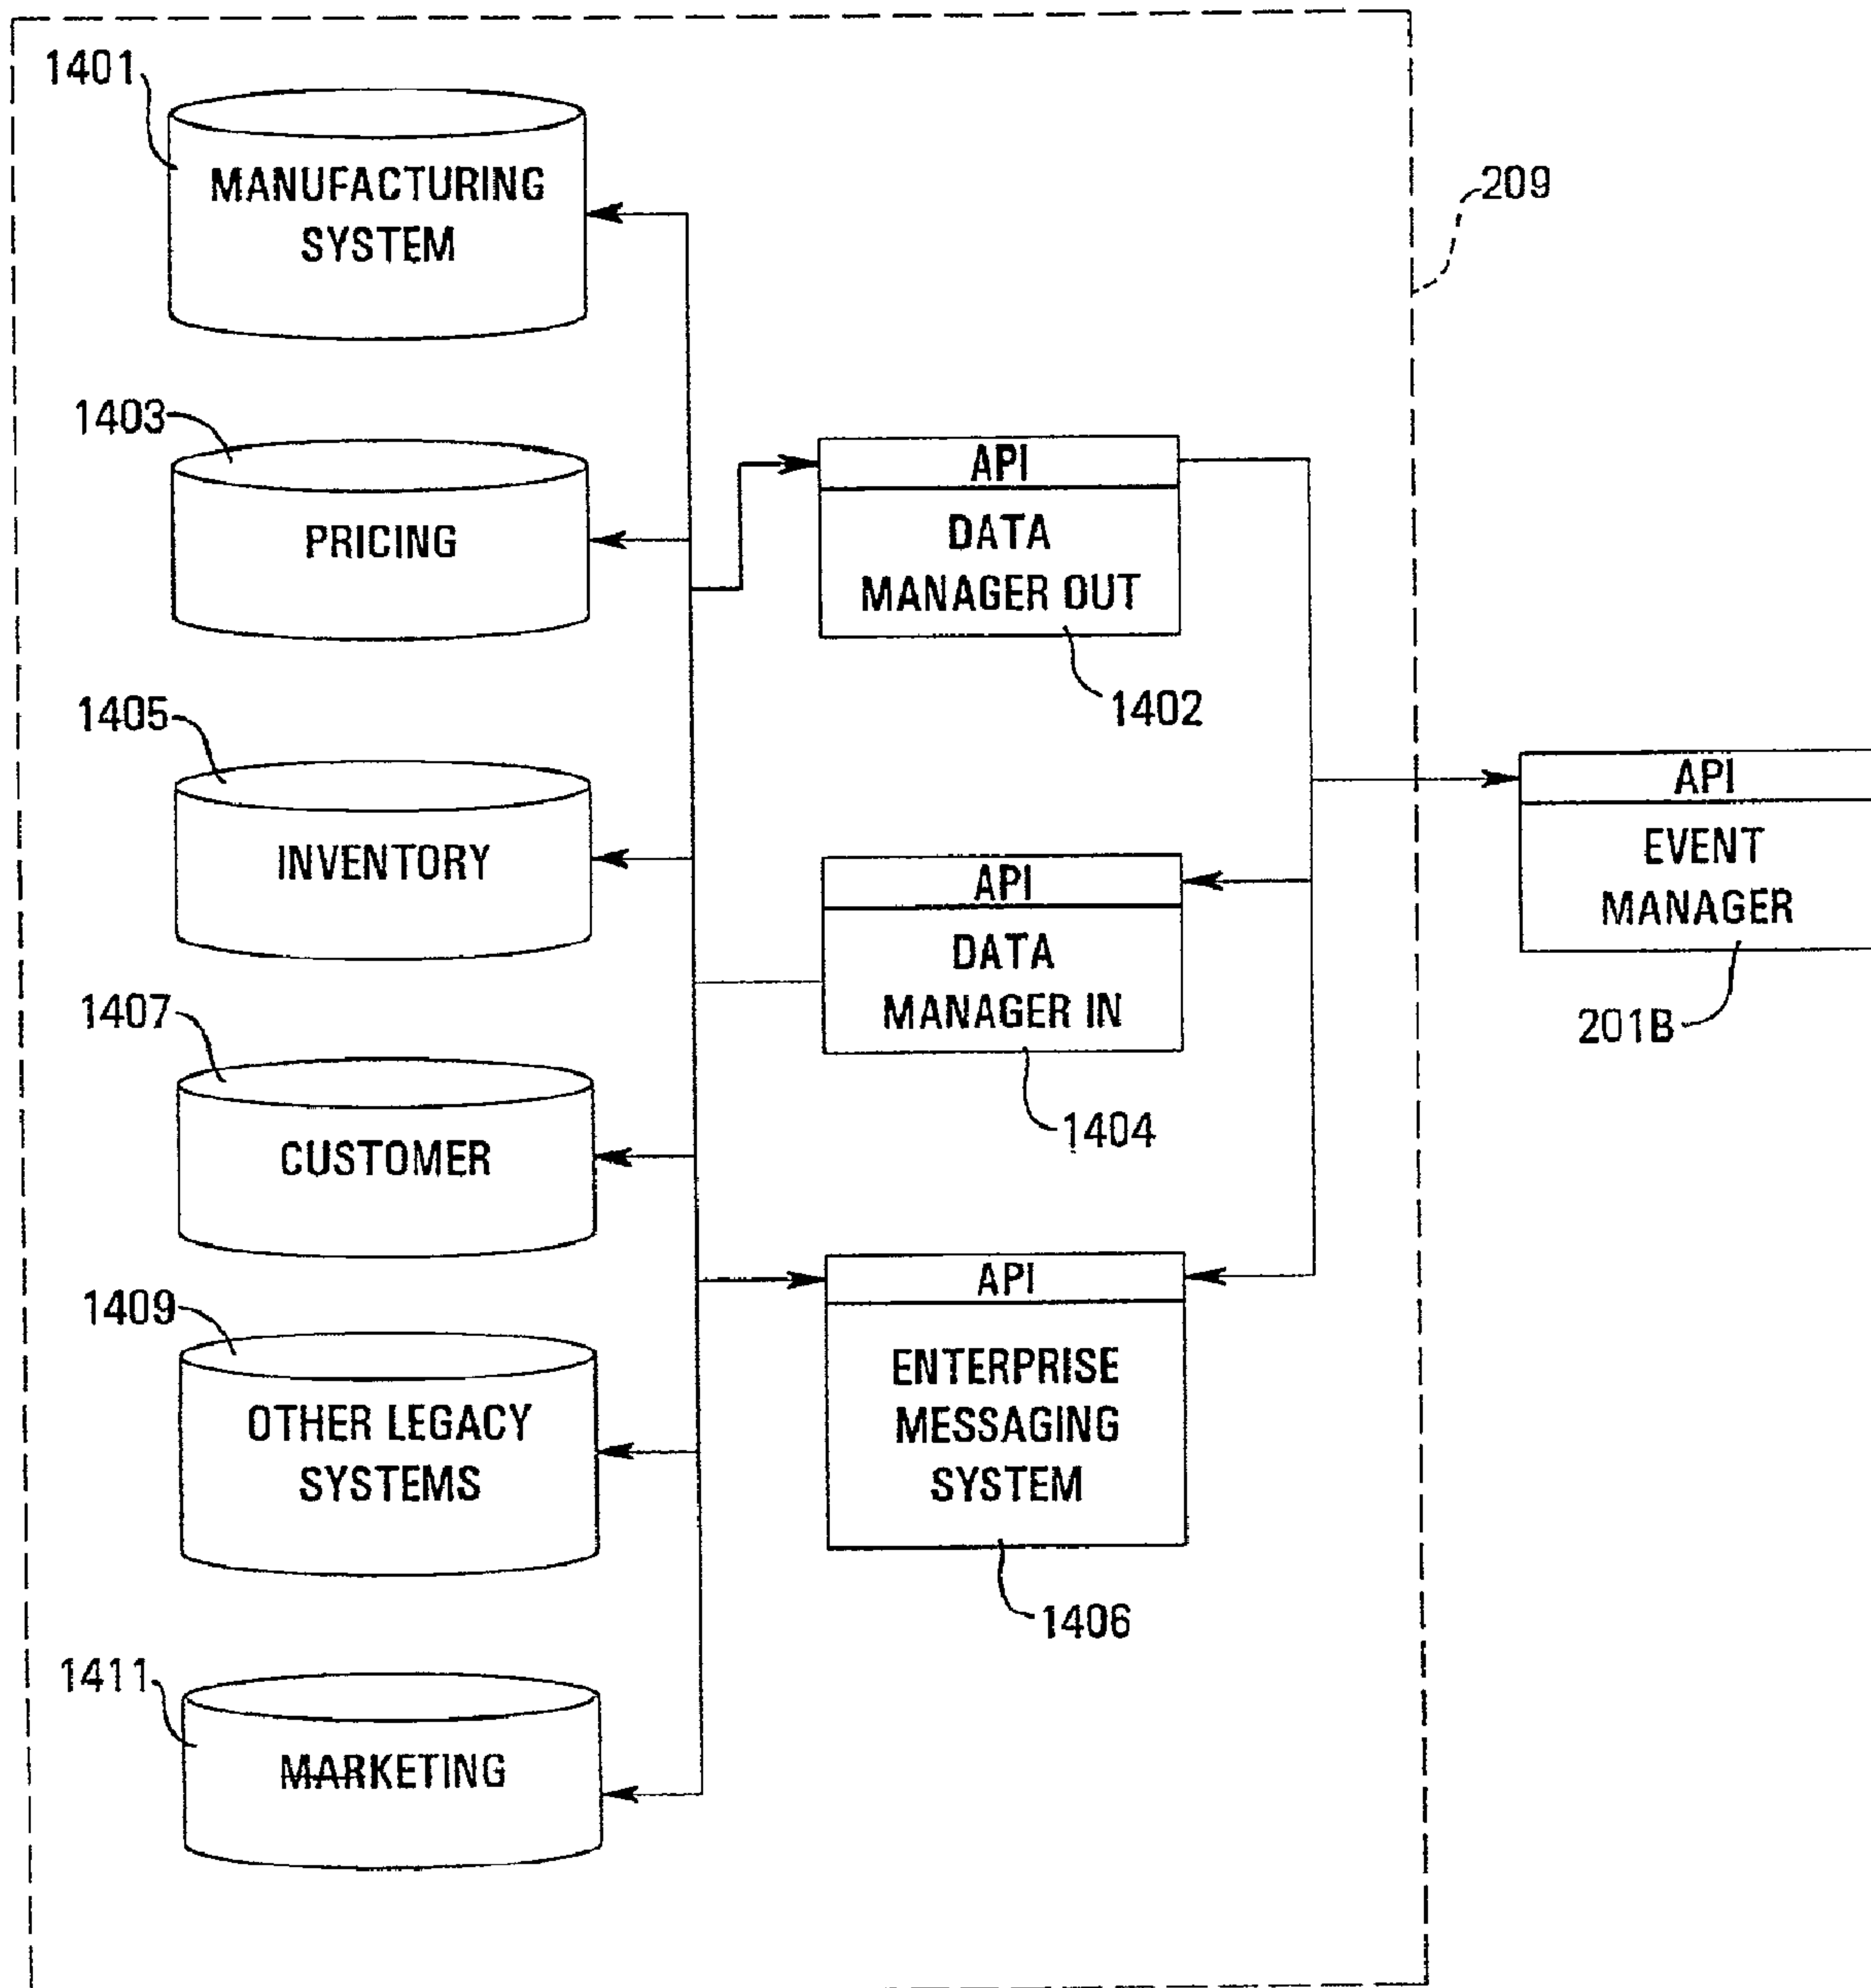 1401
MANUFACTURING
SYSTEM
209
1403
PRICING
API
DATA
MANAGER OUT
1402
1405
INVENTORY
API
EVENT
MANAGER
201B
API
DATA
MANAGER IN
1404
1407
CUSTOMER
1409
OTHER LEGACY
SYSTEMS
API
ENTERPRISE
MESSAGING
SYSTEM
1406
1411
MARKETING